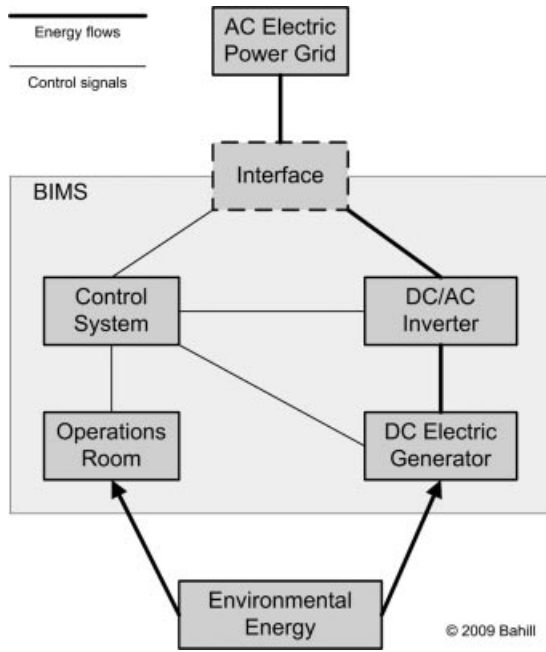 Energy flows
Control signals
AC Electric
Power Grid
Interface
BIMS
Control
System
DC/AC
Inverter
Operations
Room
DC Electric
Generator
Environmental
Energy
© 2009 Bahill